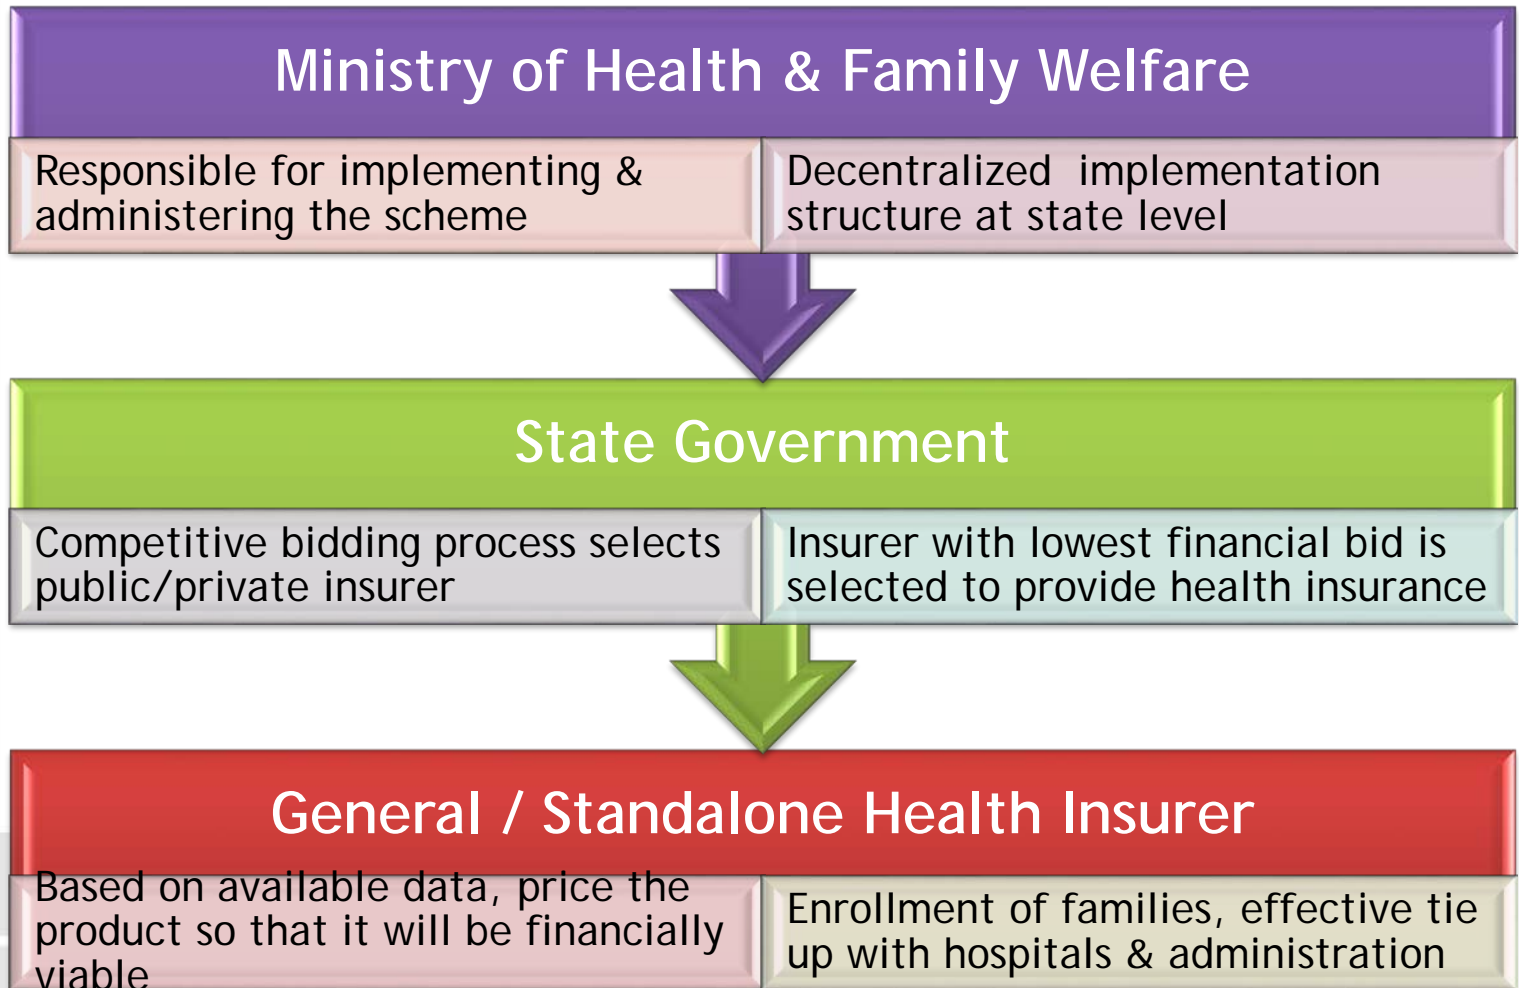 Ministry of Health & Family Welfare
Responsible for implementing &
administering the scheme
Decentralized implementation
structure at state level
State Government
Competitive bidding process selects
public/private insurer
Insurer with lowest financial bid is
selected to provide health insurance
General / Standalone Health Insurer
Based on available data, price the
product so that it will be financially
viable
Enrollment of families, effective tie
up with hospitals & administration